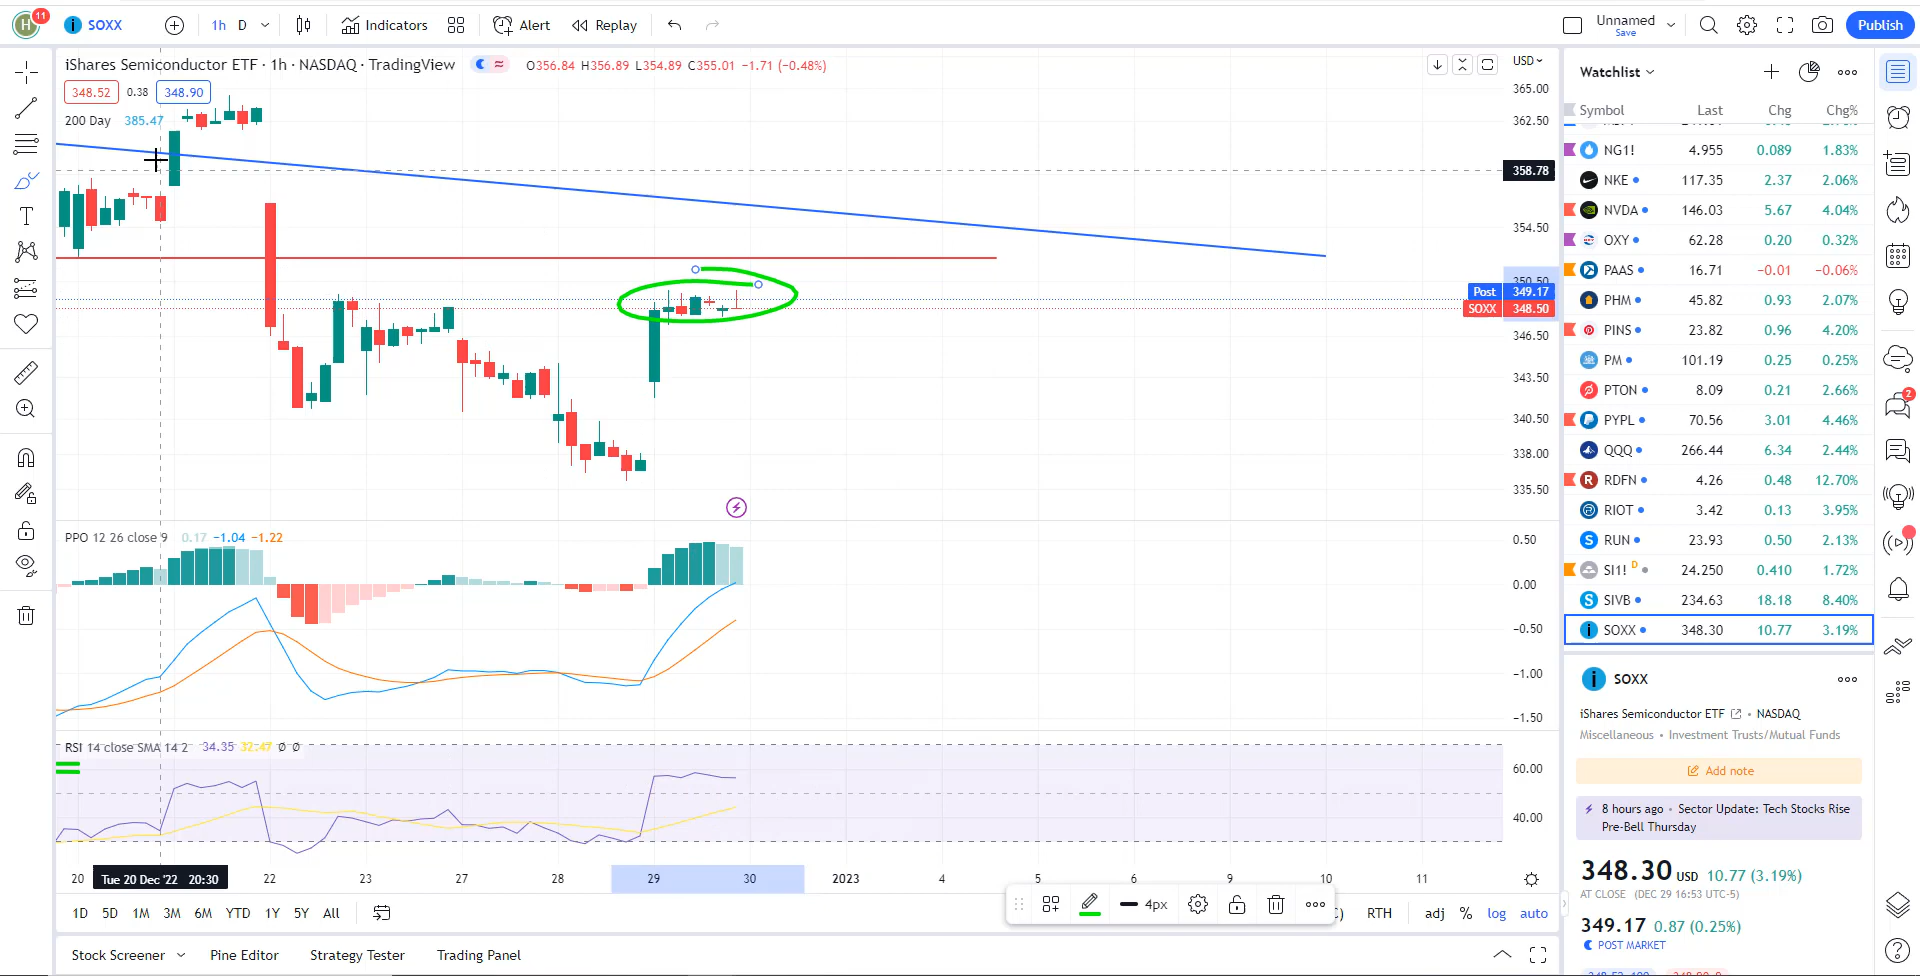 H 11 SOXX 1h D Indicators Alert Replay Unnamed Save Publish
iShares Semiconductor ETF · 1h · NASDAQ · TradingView O356.84 H356.89 L354.89 C355.01 −1.71 (−0.48%)
348.52 0.38 348.90
200 Day 385.47
USD
365.00
362.50
358.78
354.50
350.50
Post 349.17
SOXX 348.50
346.50
343.50
340.50
338.00
335.50
PPO 12 26 close 9 0.17 −1.04 −1.22
0.50
0.00
−0.50
−1.00
−1.50
RSI 14 close SMA 14 2 34.35 32.47 Ø Ø
60.00
40.00
20 Tue 20 Dec '22 20:30 22 23 27 28 29 30 2023 4 5 6 9 10 11
1D 5D 1M 3M 6M YTD 1Y 5Y All 4px RTH adj % log auto
Stock Screener Pine Editor Strategy Tester Trading Panel
Watchlist
Symbol Last Chg Chg%
NG1! 4.955 0.089 1.83%
NKE 117.35 2.37 2.06%
NVDA 146.03 5.67 4.04%
OXY 62.28 0.20 0.32%
PAAS 16.71 −0.01 −0.06%
PHM 45.82 0.93 2.07%
PINS 23.82 0.96 4.20%
PM 101.19 0.25 0.25%
PTON 8.09 0.21 2.66%
PYPL 70.56 3.01 4.46%
QQQ 266.44 6.34 2.44%
RDFN 4.26 0.48 12.70%
RIOT 3.42 0.13 3.95%
RUN 23.93 0.50 2.13%
SI1! D 24.250 0.410 1.72%
SIVB 234.63 18.18 8.40%
SOXX 348.30 10.77 3.19%
SOXX
iShares Semiconductor ETF • NASDAQ
Miscellaneous • Investment Trusts/Mutual Funds
Add note
8 hours ago • Sector Update: Tech Stocks Rise
Pre-Bell Thursday
348.30 USD 10.77 (3.19%)
AT CLOSE (DEC 29 16:53 UTC-5)
349.17 0.87 (0.25%)
POST MARKET
2